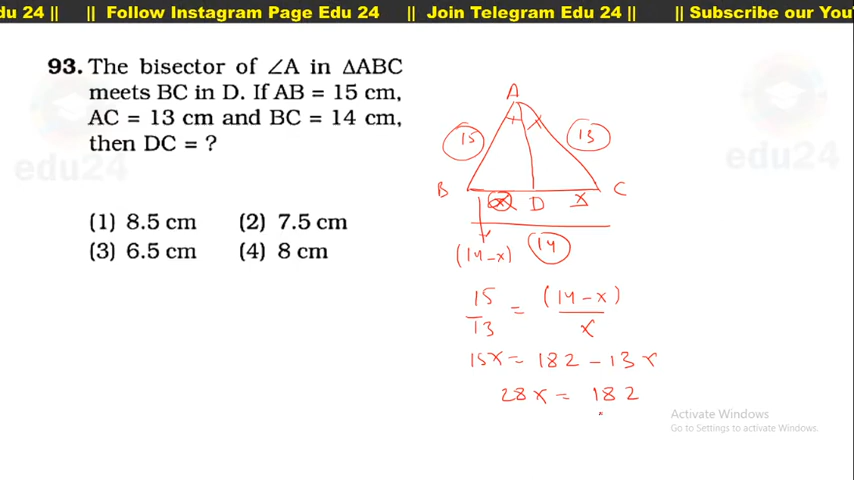 du 24 || || Follow Instagram Page Edu 24 || Join Telegram Edu 24 || || Subscribe our You
93. The bisector of ∠A in ΔABC
meets BC in D. If AB = 15 cm,
AC = 13 cm and BC = 14 cm,
then DC = ?
(1) 8.5 cm (2) 7.5 cm
(3) 6.5 cm (4) 8 cm
edu24
edu24
A
15 13
B x D x C
(14-x) 14
15/13 = (14-x)/x
15x = 182 - 13x
28x = 182
Activate Windows
Go to Settings to activate Windows.